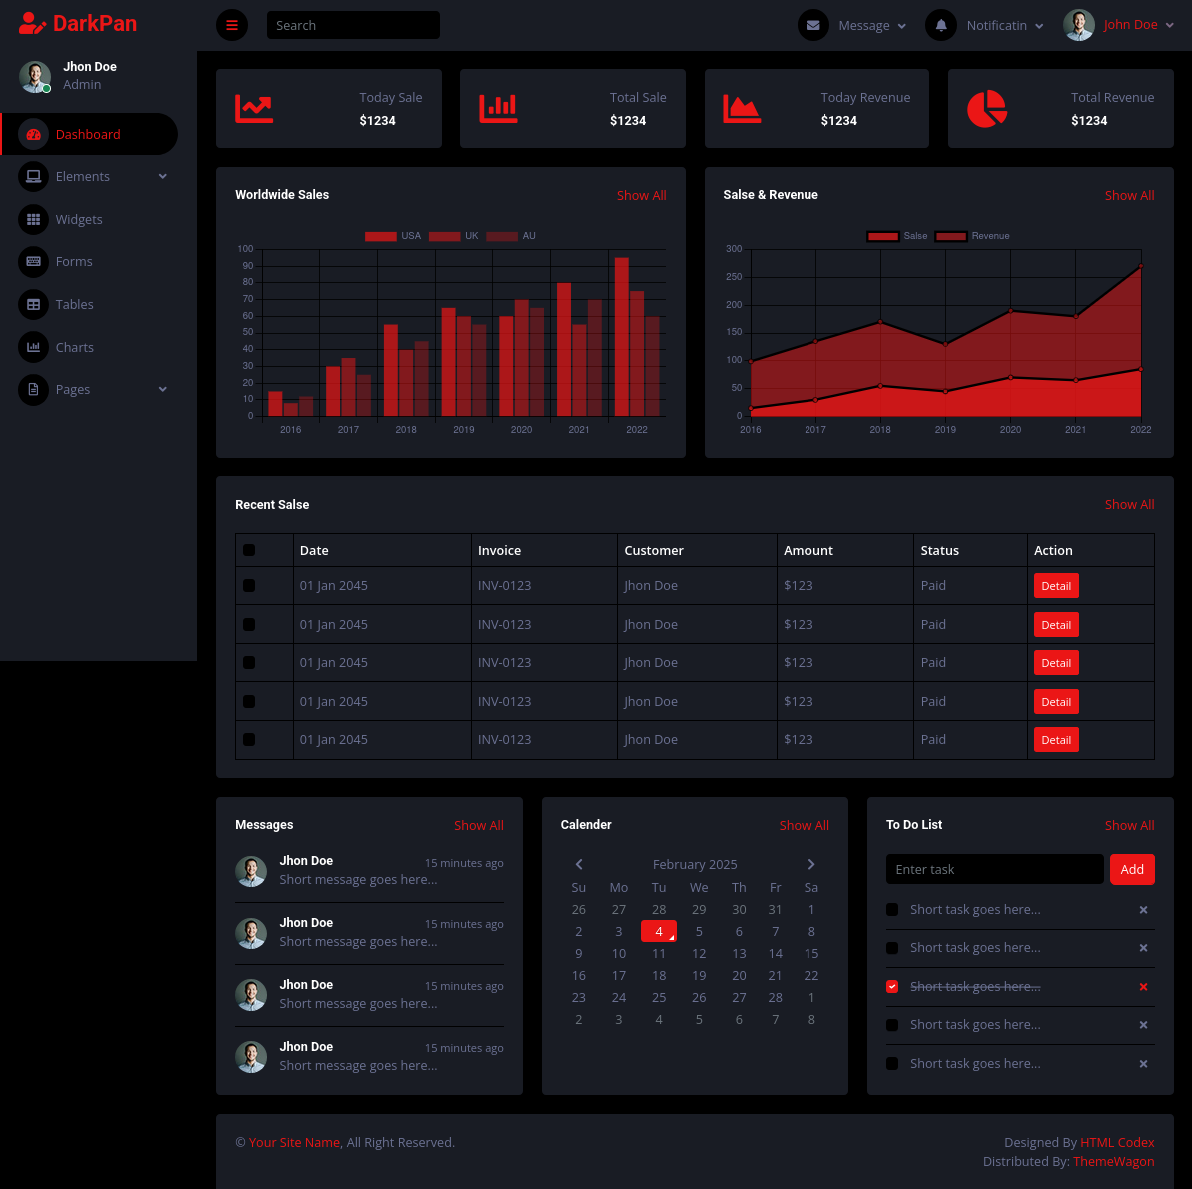 DarkPan
Search
Message
Notificatin
John Doe
Jhon Doe
Admin
Dashboard
Elements
Widgets
Forms
Tables
Charts
Pages
Today Sale
$1234
Total Sale
$1234
Today Revenue
$1234
Total Revenue
$1234
Worldwide Sales
Show All
USA UK AU
100
90
80
70
60
50
40
30
20
10
0
2016 2017 2018 2019 2020 2021 2022
Salse & Revenue
Show All
Salse Revenue
300
250
200
150
100
50
0
2016 2017 2018 2019 2020 2021 2022
Recent Salse
Show All
Date Invoice Customer Amount Status Action
01 Jan 2045 INV-0123 Jhon Doe $123 Paid Detail
01 Jan 2045 INV-0123 Jhon Doe $123 Paid Detail
01 Jan 2045 INV-0123 Jhon Doe $123 Paid Detail
01 Jan 2045 INV-0123 Jhon Doe $123 Paid Detail
01 Jan 2045 INV-0123 Jhon Doe $123 Paid Detail
Messages
Show All
Jhon Doe 15 minutes ago
Short message goes here...
Jhon Doe 15 minutes ago
Short message goes here...
Jhon Doe 15 minutes ago
Short message goes here...
Jhon Doe 15 minutes ago
Short message goes here...
Calender
Show All
February 2025
Su Mo Tu We Th Fr Sa
26 27 28 29 30 31 1
2 3 4 5 6 7 8
9 10 11 12 13 14 15
16 17 18 19 20 21 22
23 24 25 26 27 28 1
2 3 4 5 6 7 8
To Do List
Show All
Enter task
Add
Short task goes here...
Short task goes here...
Short task goes here...
Short task goes here...
Short task goes here...
© Your Site Name, All Right Reserved.
Designed By HTML Codex
Distributed By: ThemeWagon